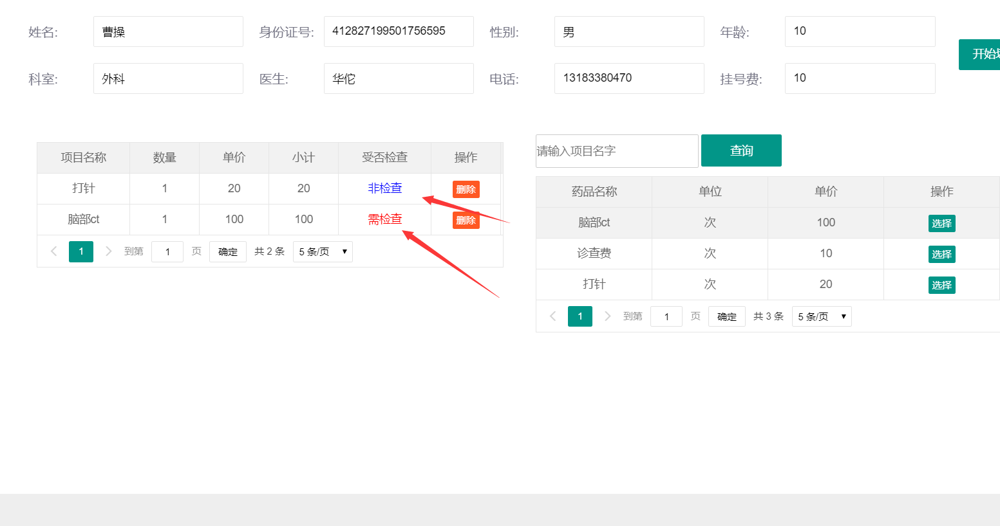 姓名: 曹操 身份证号: 412827199501756595 性别: 男 年龄: 10
开始
科室: 外科 医生: 华佗 电话: 13183380470 挂号费: 10
请输入项目名字 查询
项目名称 数量 单价 小计 受否检查 操作
打针 1 20 20 非检查 删除
脑部ct 1 100 100 需检查 删除
1 到第 1 页 确定 共 2 条 5 条/页
药品名称 单位 单价 操作
脑部ct 次 100 选择
诊查费 次 10 选择
打针 次 20 选择
1 到第 1 页 确定 共 3 条 5 条/页